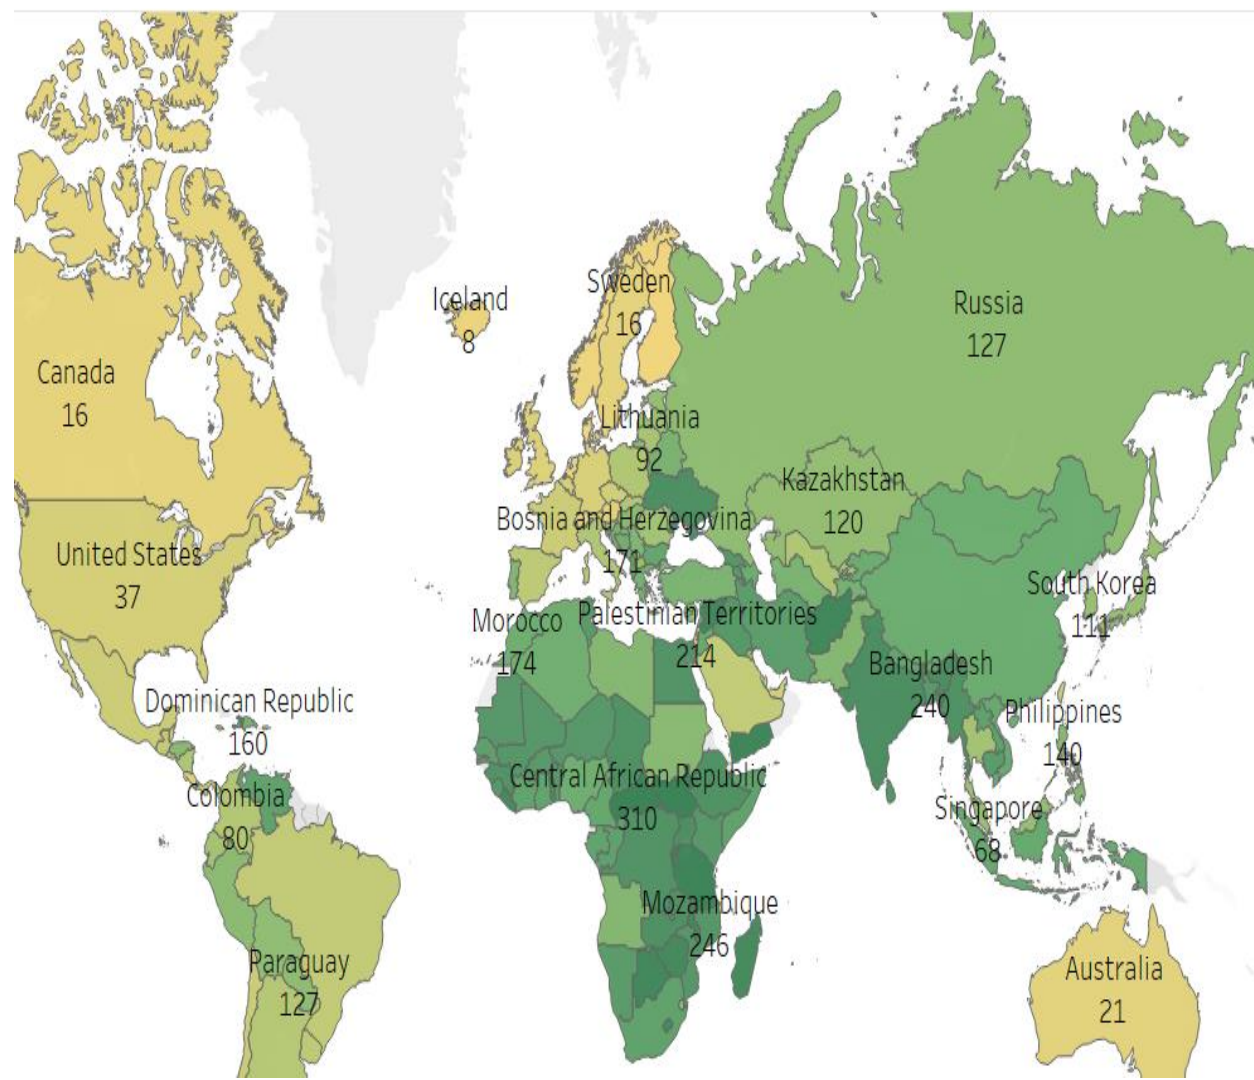 Iceland
8
Sweden
16
Russia
127
Canada
16
Lithuania
92
Kazakhstan
120
Bosnia and Herzegovina
171
United States
37
South Korea
111
Morocco
174
Palestinian Territories
214
Bangladesh
240
Dominican Republic
160
Philippines
140
Central African Republic
310
Colombia
80
Singapore
68
Mozambique
246
Paraguay
127
Australia
21